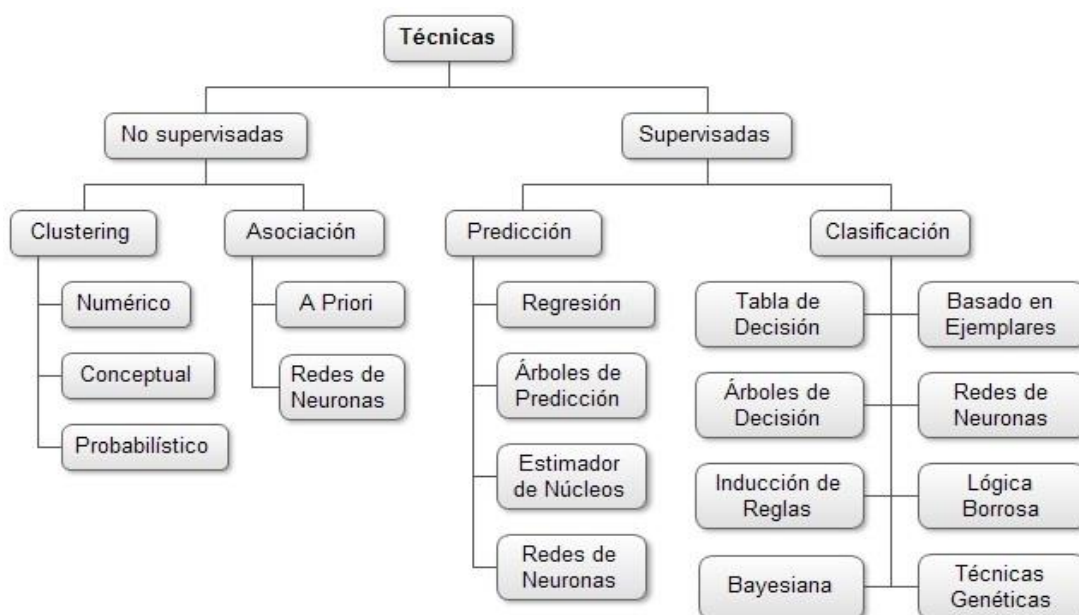 Técnicas
No supervisadas
Supervisadas
Clustering
Asociación
Predicción
Clasificación
Numérico
Conceptual
Probabilístico
A Priori
Redes de
Neuronas
Regresión
Árboles de
Predicción
Estimador
de Núcleos
Redes de
Neuronas
Tabla de
Decisión
Basado en
Ejemplares
Árboles de
Decisión
Redes de
Neuronas
Inducción de
Reglas
Lógica
Borrosa
Bayesiana
Técnicas
Genéticas